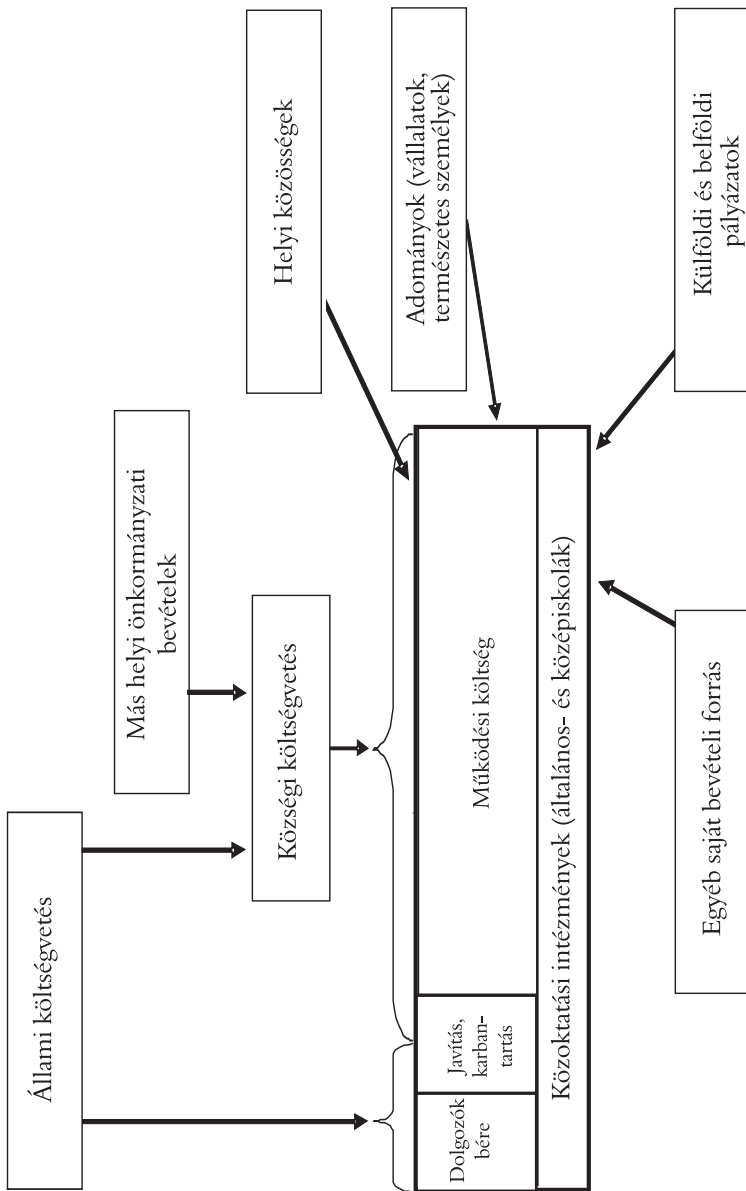 Állami költségvetés
Más helyi önkormányzati
bevételek
Községi költségvetés
Helyi közösségek
Adományok (vállalatok,
természetes személyek)
Dolgozók
bére
Javítás,
karban-
tartás
Működési költség
Közoktatási intézmények (általános- és középiskolák)
Egyéb saját bevételi forrás
Külföldi és belföldi
pályázatok